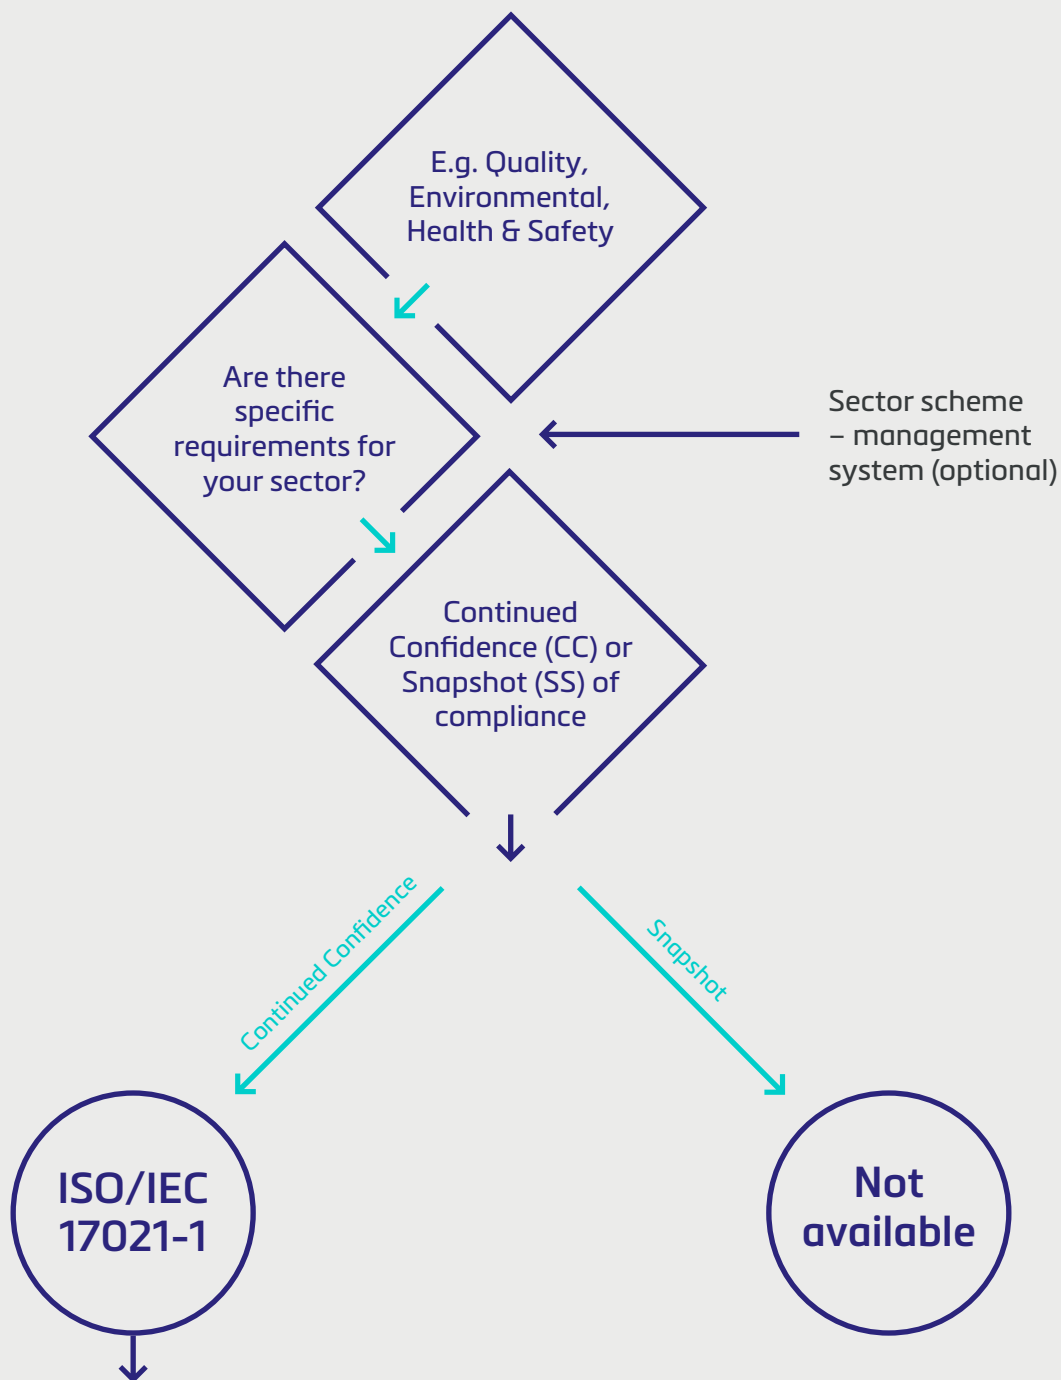 E.g. Quality,
Environmental,
Health & Safety
Are there
specific
requirements for
your sector?
Sector scheme
– management
system (optional)
Continued
Confidence (CC) or
Snapshot (SS) of
compliance
Continued Confidence
Snapshot
ISO/IEC
17021-1
Not
available